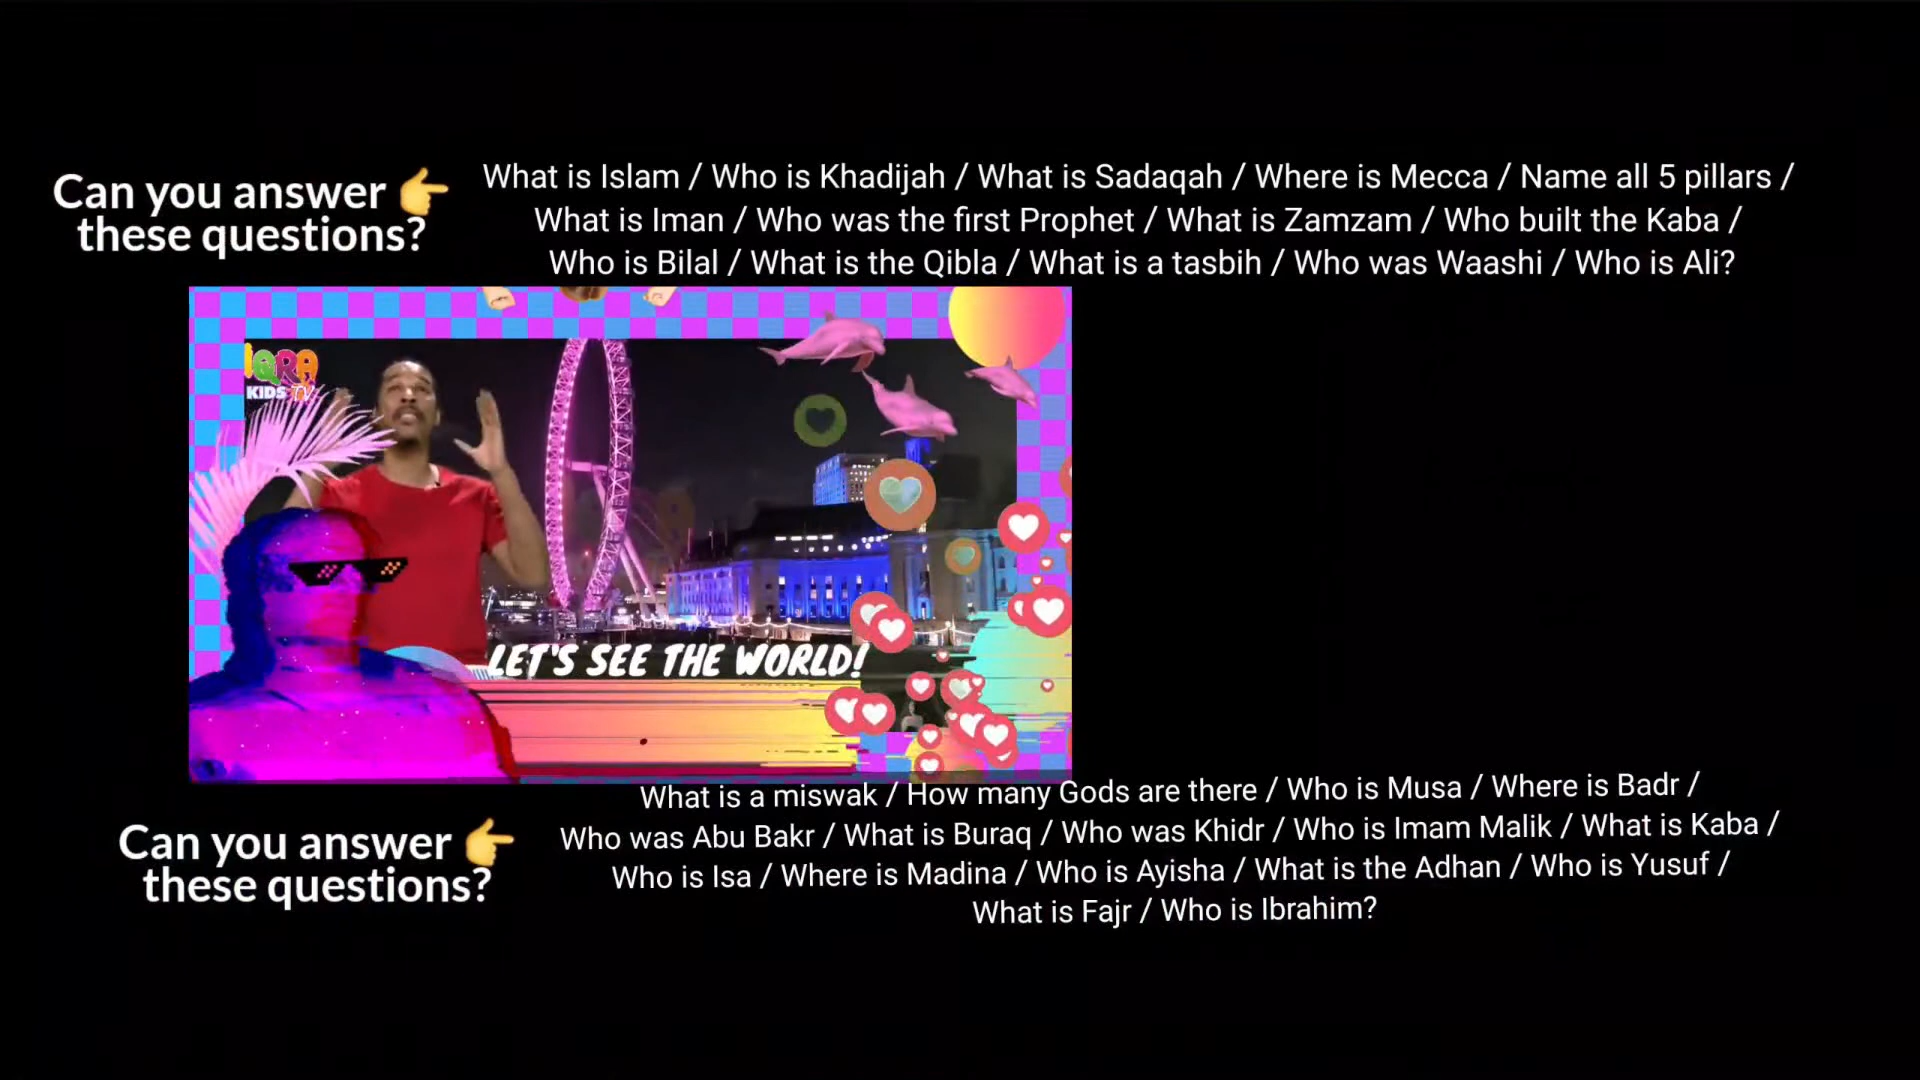 Can you answer 👉
these questions?
What is Islam / Who is Khadijah / What is Sadaqah / Where is Mecca / Name all 5 pillars /
What is Iman / Who was the first Prophet / What is Zamzam / Who built the Kaba /
Who is Bilal / What is the Qibla / What is a tasbih / Who was Waashi / Who is Ali?
IQRA
KIDS TV
LET'S SEE THE WORLD!
Can you answer 👉
these questions?
What is a miswak / How many Gods are there / Who is Musa / Where is Badr /
Who was Abu Bakr / What is Buraq / Who was Khidr / Who is Imam Malik / What is Kaba /
Who is Isa / Where is Madina / Who is Ayisha / What is the Adhan / Who is Yusuf /
What is Fajr / Who is Ibrahim?